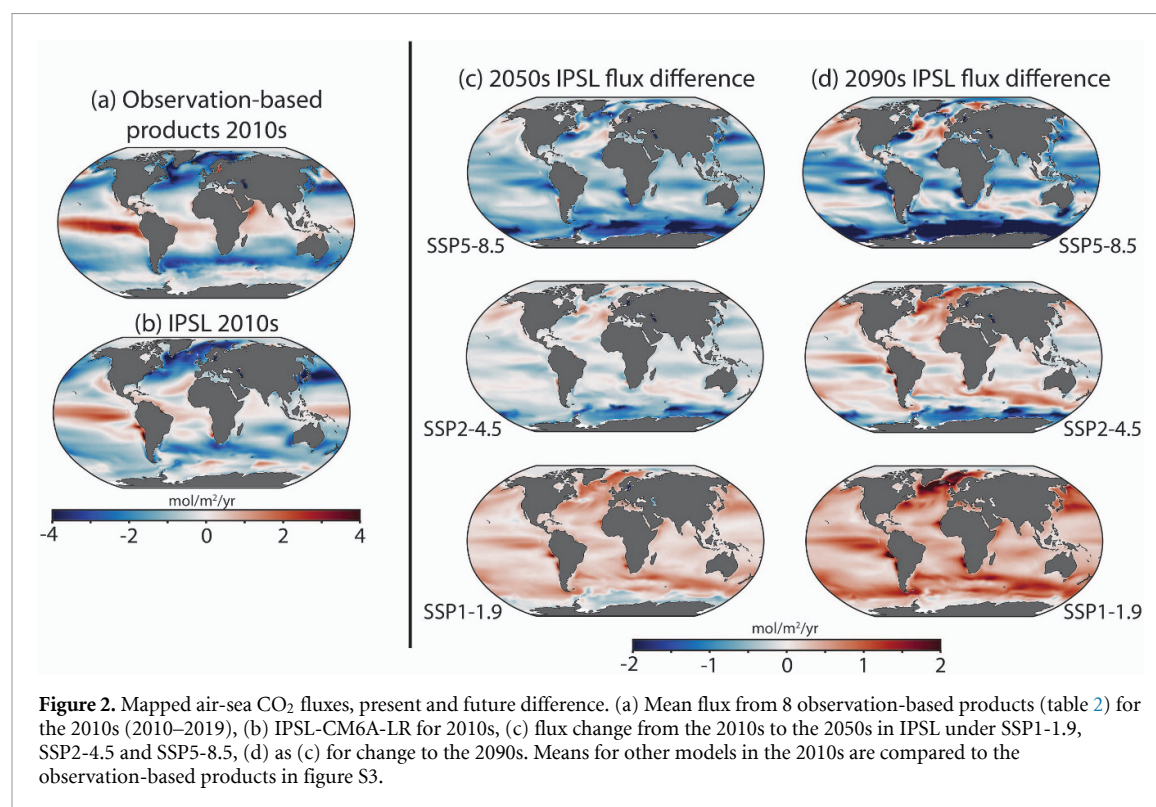 (a) Observation-based
products 2010s
(b) IPSL 2010s
mol/m²/yr
-4 -2 0 2 4
(c) 2050s IPSL flux difference
(d) 2090s IPSL flux difference
SSP5-8.5
SSP5-8.5
SSP2-4.5
SSP2-4.5
SSP1-1.9
SSP1-1.9
mol/m²/yr
-2 -1 0 1 2
Figure 2. Mapped air-sea CO₂ fluxes, present and future difference. (a) Mean flux from 8 observation-based products (table 2) for
the 2010s (2010–2019), (b) IPSL-CM6A-LR for 2010s, (c) flux change from the 2010s to the 2050s in IPSL under SSP1-1.9,
SSP2-4.5 and SSP5-8.5, (d) as (c) for change to the 2090s. Means for other models in the 2010s are compared to the
observation-based products in figure S3.